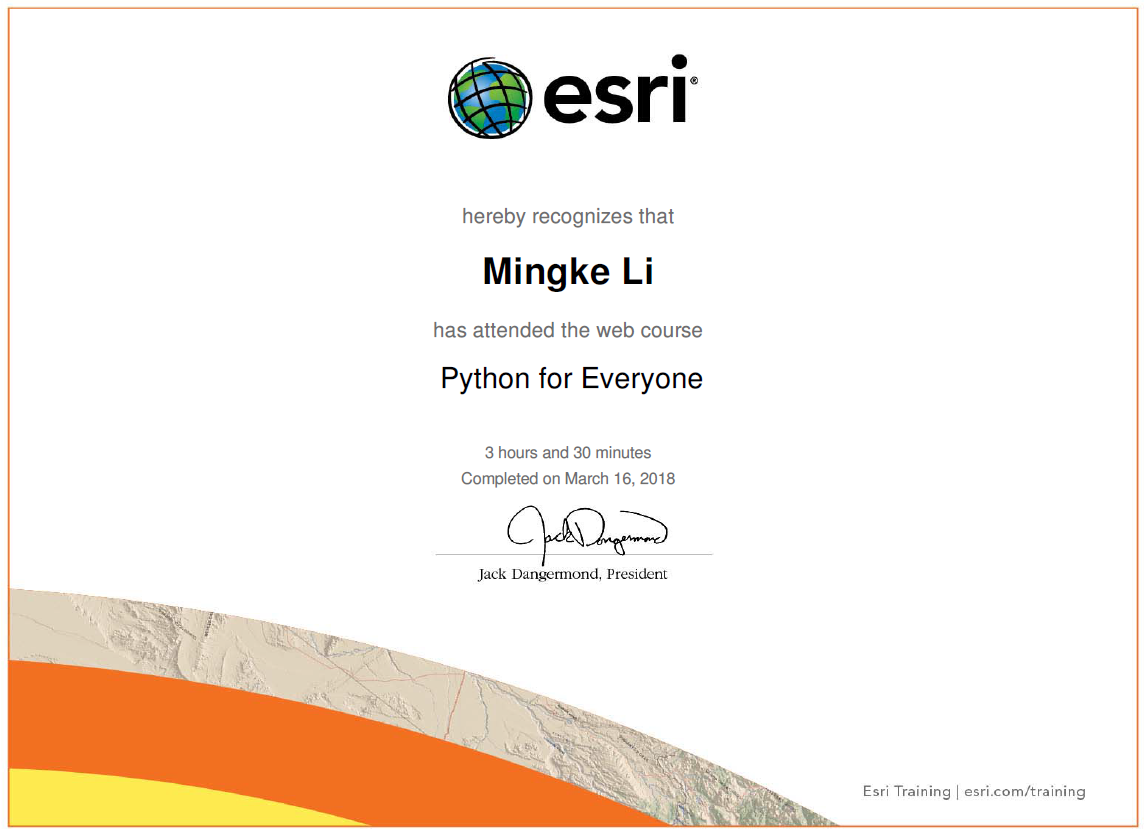 esri®
hereby recognizes that
Mingke Li
has attended the web course
Python for Everyone
3 hours and 30 minutes
Completed on March 16, 2018
Jack Dangermond
Jack Dangermond, President
Esri Training | esri.com/training